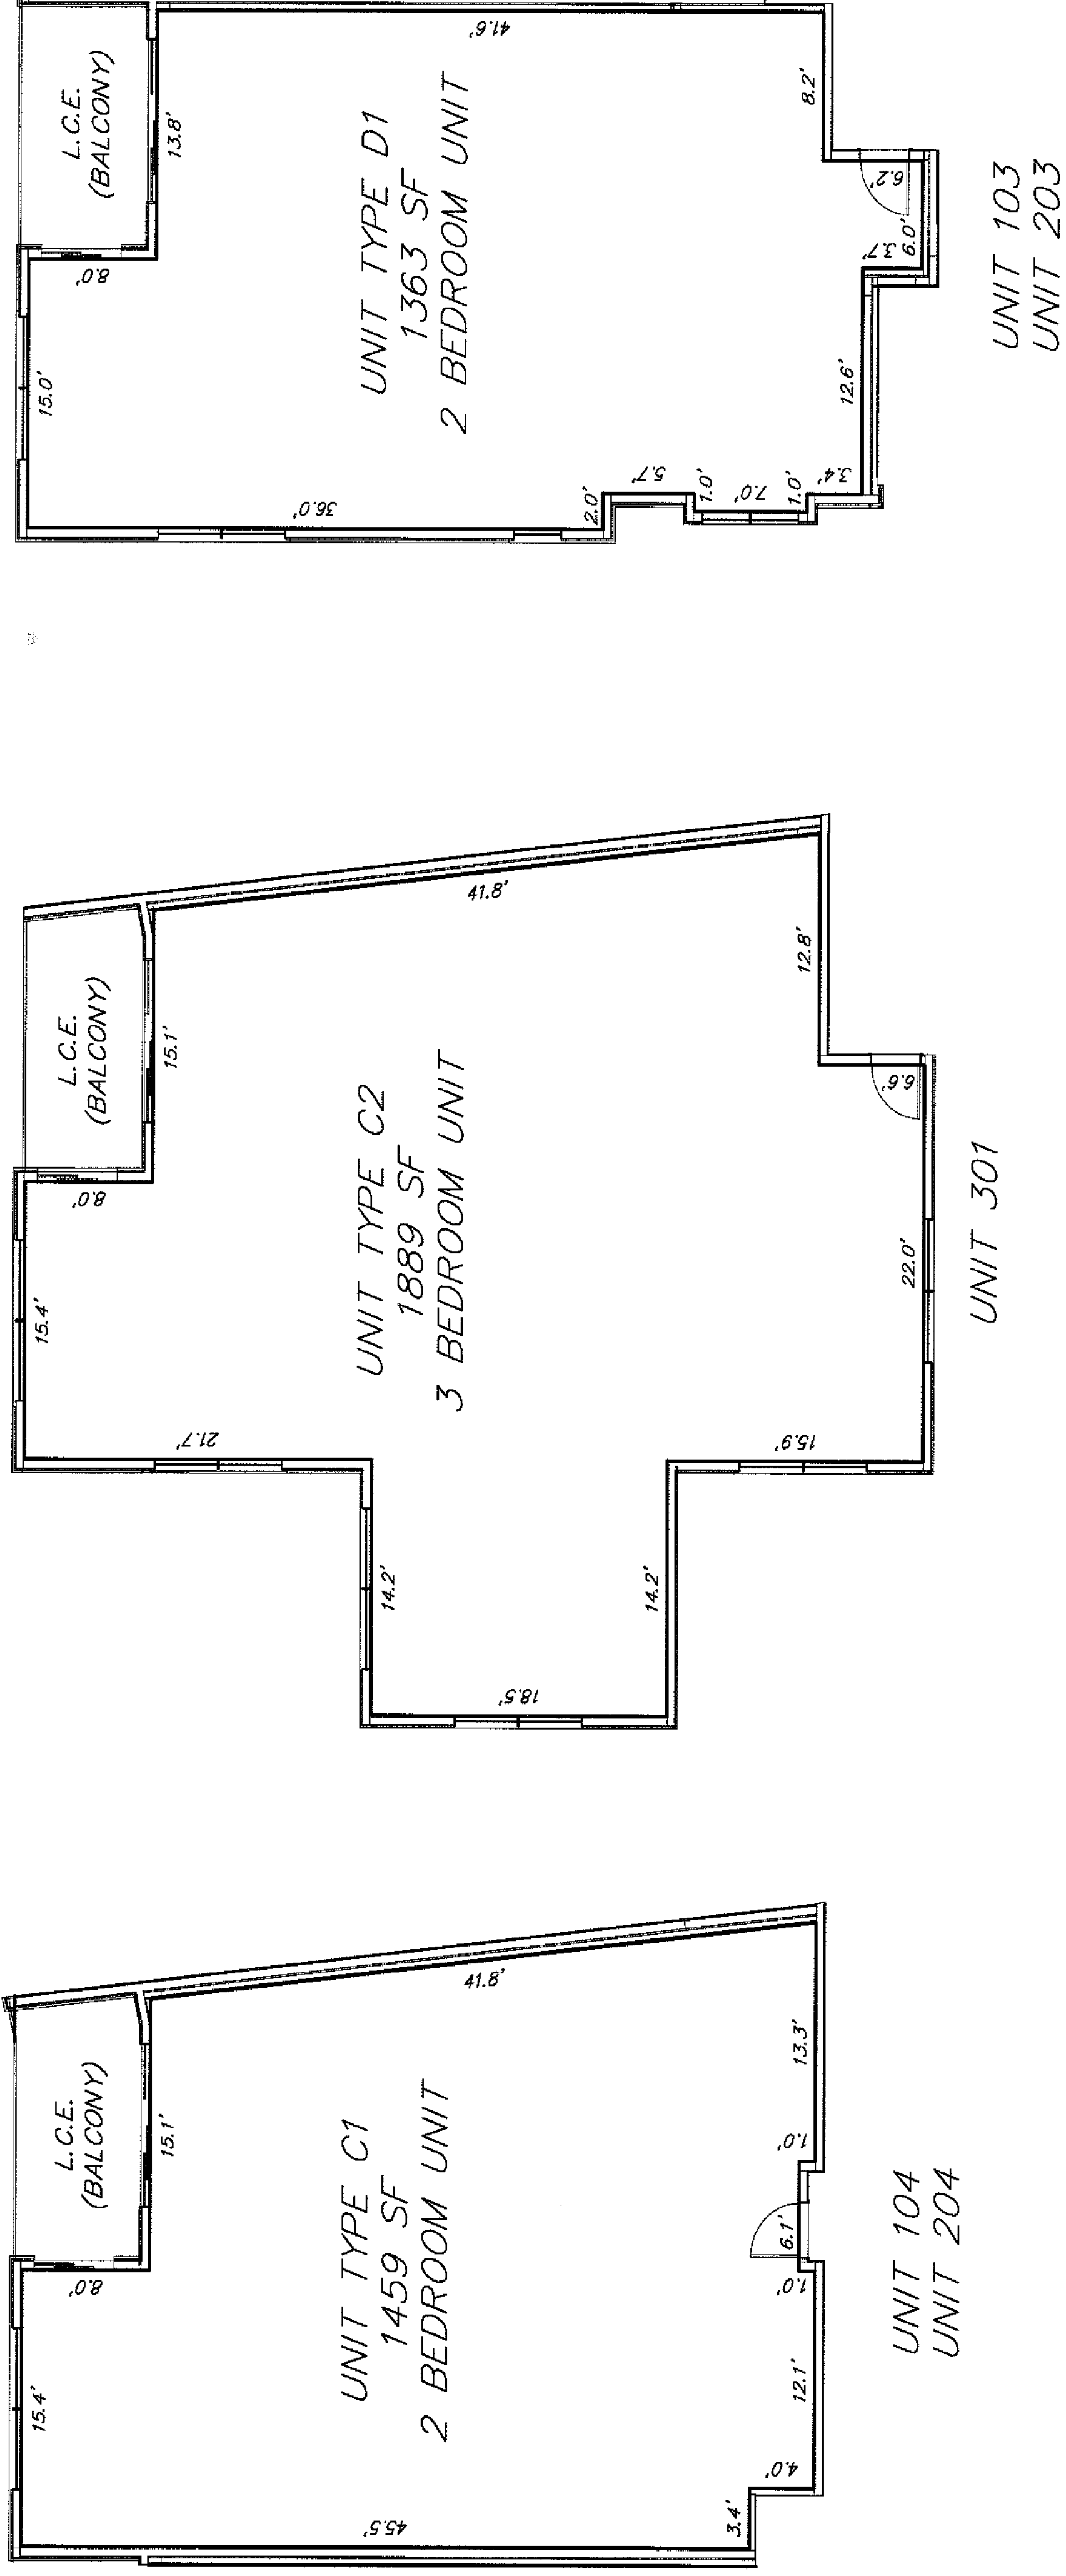 L.C.E.
(BALCONY)
15.4'
8.0'
15.1'
41.8'
45.5'
UNIT TYPE C1
1459 SF
2 BEDROOM UNIT
3.4'
4.0'
12.1'
1.0'
6.1'
1.0'
13.3'
UNIT 104
UNIT 204
L.C.E.
(BALCONY)
15.4'
8.0'
15.1'
41.8'
21.7'
UNIT TYPE C2
1889 SF
3 BEDROOM UNIT
14.2'
18.5'
14.2'
15.9'
22.0'
6.6'
12.8'
UNIT 301
L.C.E.
(BALCONY)
15.0'
8.0'
13.8'
41.6'
36.0'
UNIT TYPE D1
1363 SF
2 BEDROOM UNIT
2.0'
5.7'
1.0'
7.0'
1.0'
3.4'
12.6'
3.7'
6.0'
6.2'
8.2'
UNIT 103
UNIT 203